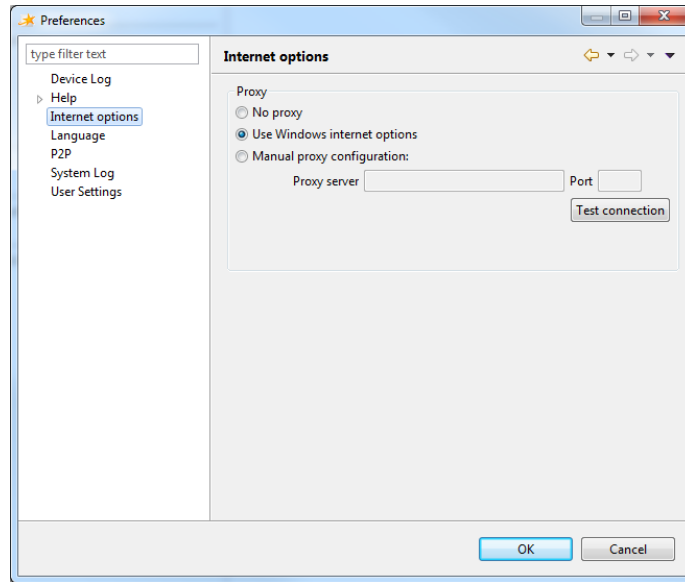 Preferences
type filter text
Device Log
Help
Internet options
Language
P2P
System Log
User Settings
Internet options
Proxy
No proxy
Use Windows internet options
Manual proxy configuration:
Proxy server Port
Test connection
OK Cancel